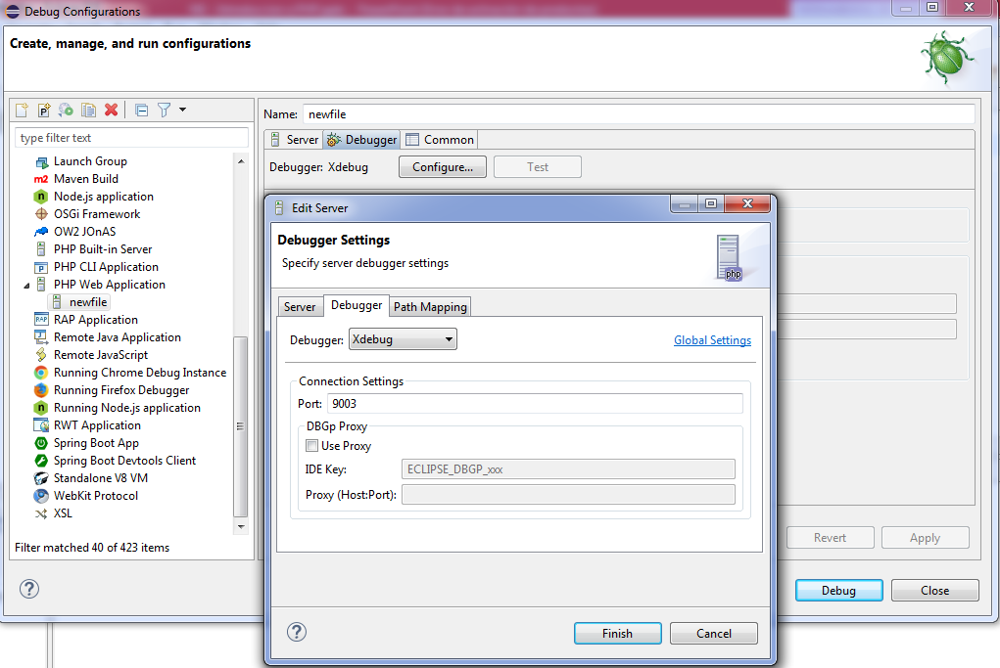 Debug Configurations
Create, manage, and run configurations
type filter text
Launch Group
m2 Maven Build
n Node.js application
OSGi Framework
OW2 JOnAS
PHP Built-in Server
PHP CLI Application
PHP Web Application
newfile
RAP RAP Application
Remote Java Application
Remote JavaScript
Running Chrome Debug Instance
Running Firefox Debugger
n Running Node.js application
RWT Application
Spring Boot App
Spring Boot Devtools Client
Standalone V8 VM
WebKit Protocol
XSL
Filter matched 40 of 423 items
Name: newfile
Server Debugger Common
Debugger: Xdebug Configure... Test
Edit Server
Debugger Settings
Specify server debugger settings
php
Server Debugger Path Mapping
Debugger: Xdebug Global Settings
Connection Settings
Port: 9003
DBGp Proxy
Use Proxy
IDE Key: ECLIPSE_DBGP_xxx
Proxy (Host:Port):
Finish Cancel
Revert Apply
Debug Close